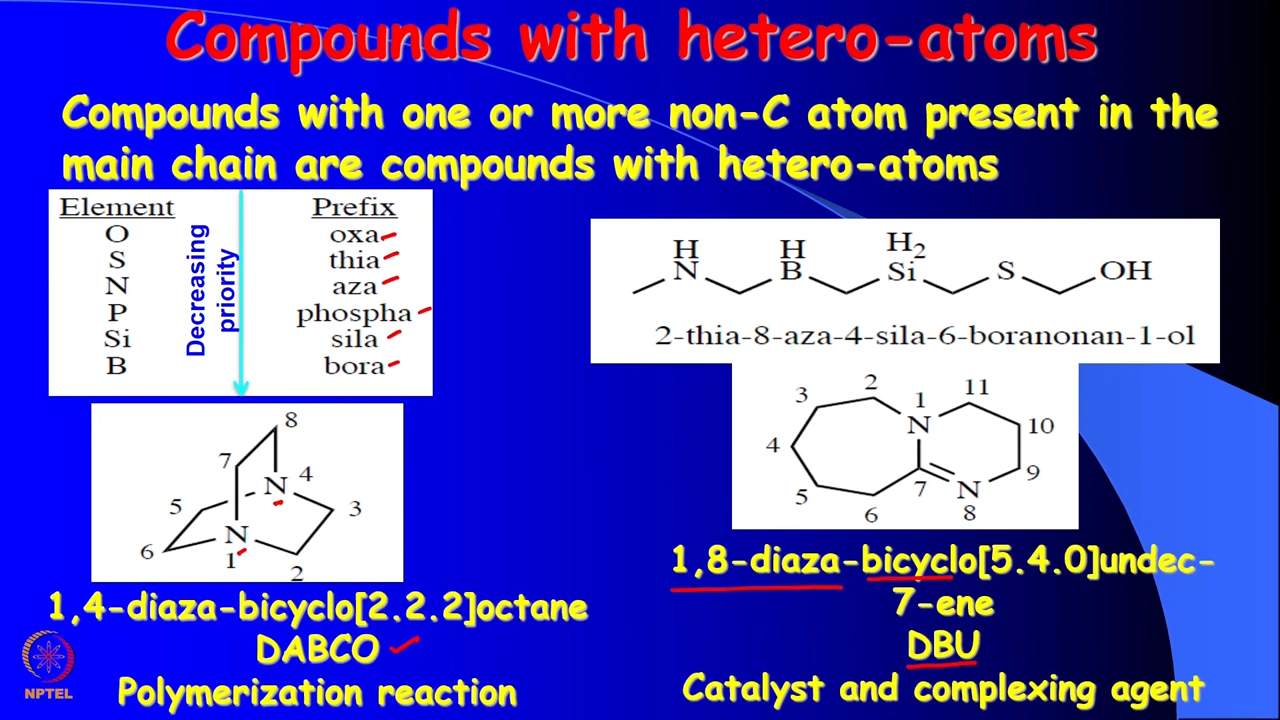 Compounds with hetero-atoms
Compounds with one or more non-C atom present in the
main chain are compounds with hetero-atoms
Element Prefix
O oxa
S thia
N aza
P phospha
Si sila
B bora
Decreasing
priority
H H H2
N B Si S OH
2-thia-8-aza-4-sila-6-boranonan-1-ol
8
7 4
N
5 3
N
6 1
2
1,4-diaza-bicyclo[2.2.2]octane
DABCO
Polymerization reaction
2 11
3 1
N 10
4
5 7 9
N
6 8
1,8-diaza-bicyclo[5.4.0]undec-
7-ene
DBU
Catalyst and complexing agent
NPTEL